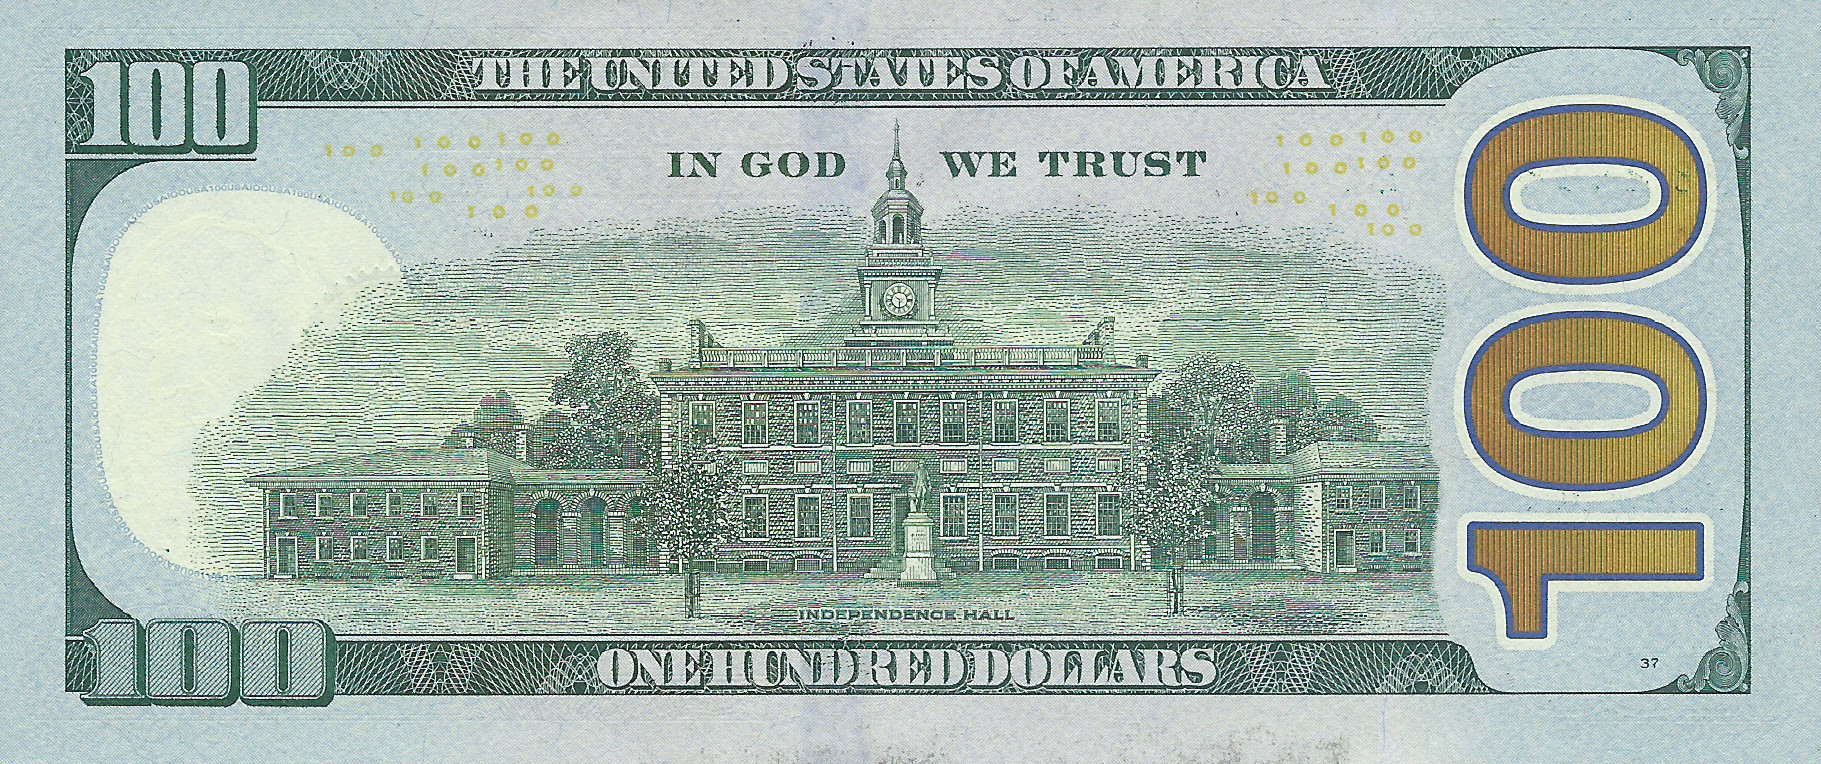 100 THE UNITED STATES OF AMERICA
100 100 100 100 100
100 100 100 100
IN GOD WE TRUST
100 100 100
100 100 100
100
100
100
INDEPENDENCE HALL
100 ONE HUNDRED DOLLARS
37